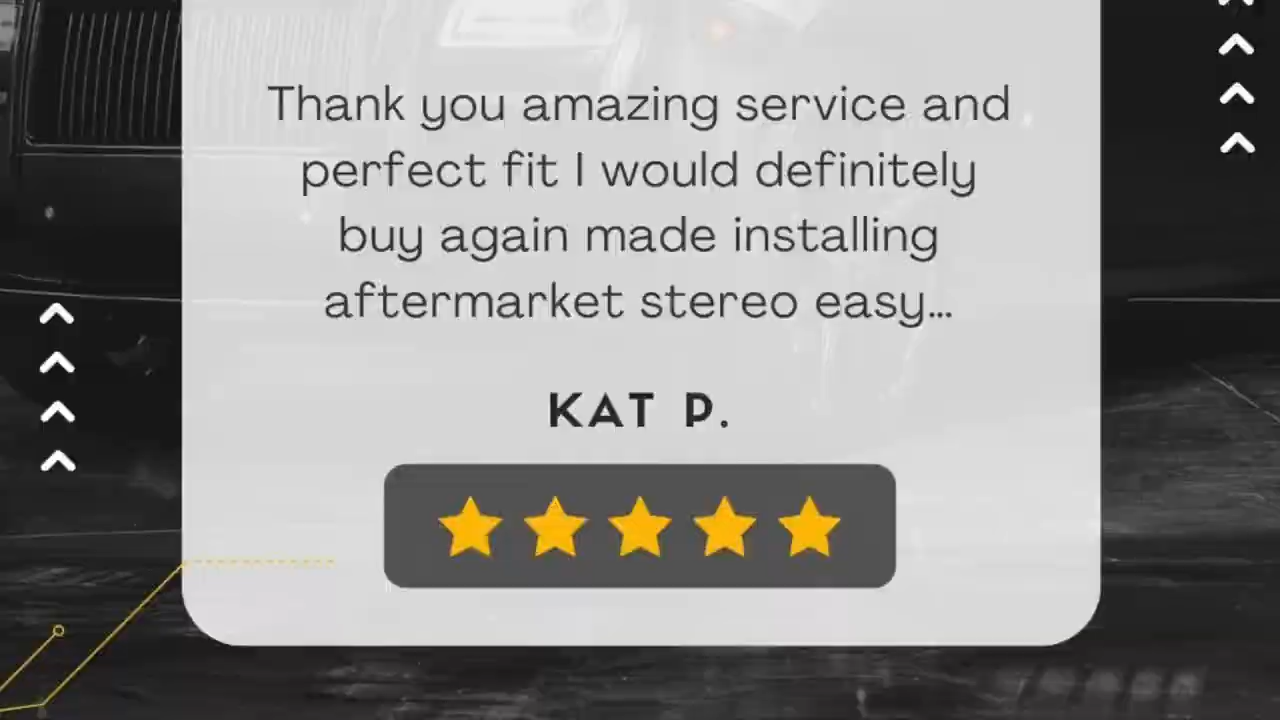 Thank you amazing service and
perfect fit I would definitely
buy again made installing
aftermarket stereo easy...
KAT P.